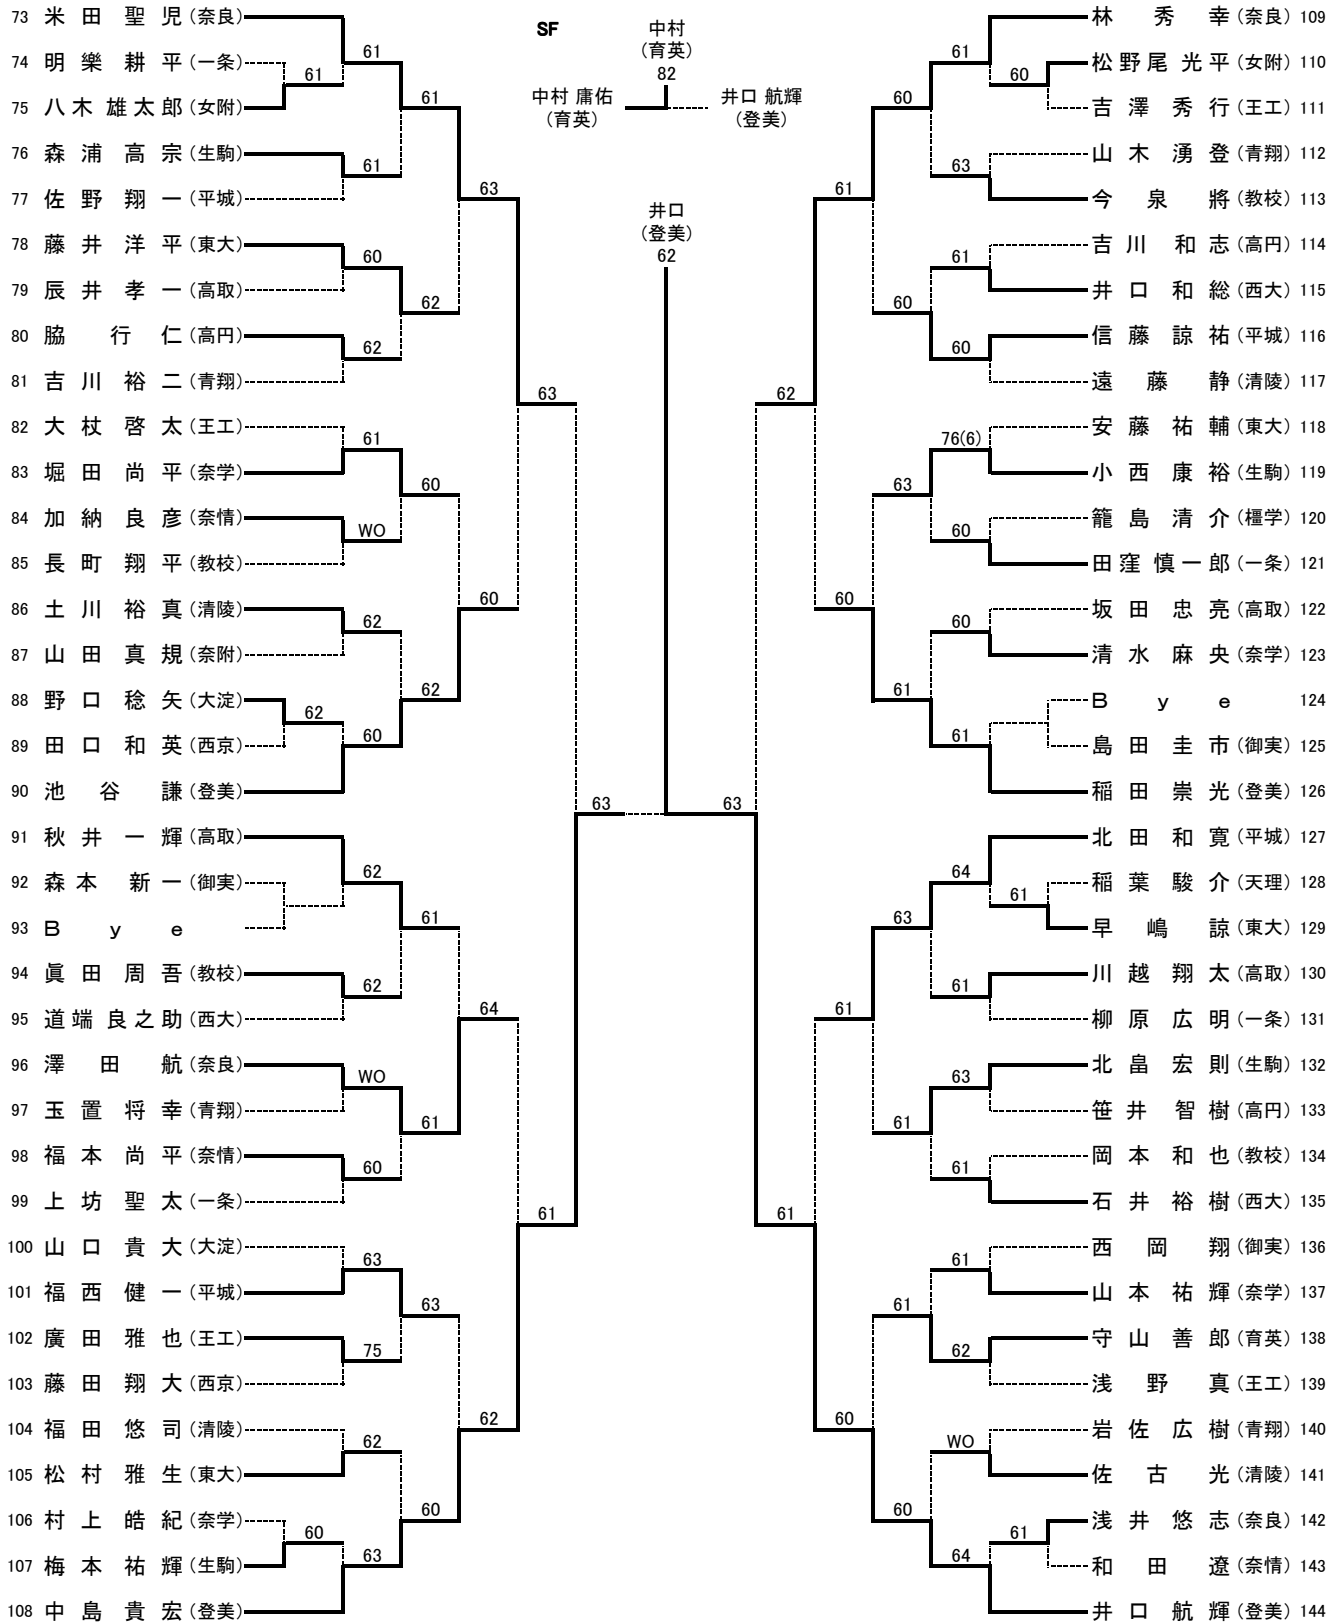 SF
中村
(育英)
82
中村 庸佑
(育英)
井口 航輝
(登美)
井口
(登美)
62
73 米田聖児(奈良)
74 明樂耕平(一条)
75 八木雄太郎(女附)
76 森浦高宗(生駒)
77 佐野翔一(平城)
78 藤井洋平(東大)
79 辰井孝一(高取)
80 脇行仁(高円)
81 吉川裕二(青翔)
82 大杖啓太(王工)
83 堀田尚平(奈学)
84 加納良彦(奈情)
85 長町翔平(教校)
86 土川裕真(清陵)
87 山田真規(奈附)
88 野口稔矢(大淀)
89 田口和英(西京)
90 池谷謙(登美)
91 秋井一輝(高取)
92 森本新一(御実)
93 Bye
94 眞田周吾(教校)
95 道端良之助(西大)
96 澤田航(奈良)
97 玉置将幸(青翔)
98 福本尚平(奈情)
99 上坊聖太(一条)
100 山口貴大(大淀)
101 福西健一(平城)
102 廣田雅也(王工)
103 藤田翔大(西京)
104 福田悠司(清陵)
105 松村雅生(東大)
106 村上皓紀(奈学)
107 梅本祐輝(生駒)
108 中島貴宏(登美)
61
61
61
60
62
61
WO
62
62
60
62
62
WO
60
63
75
62
60
63
61
62
60
62
61
61
63
60
63
60
64
62
63
61
63
林秀幸(奈良) 109
松野尾光平(女附) 110
吉澤秀行(王工) 111
山木湧登(青翔) 112
今泉將(教校) 113
吉川和志(高円) 114
井口和総(西大) 115
信藤諒祐(平城) 116
遠藤静(清陵) 117
安藤祐輔(東大) 118
小西康裕(生駒) 119
籠島清介(橿学) 120
田窪慎一郎(一条) 121
坂田忠亮(高取) 122
清水麻央(奈学) 123
Bye 124
島田圭市(御実) 125
稲田崇光(登美) 126
北田和寛(平城) 127
稲葉駿介(天理) 128
早嶋諒(東大) 129
川越翔太(高取) 130
柳原広明(一条) 131
北畠宏則(生駒) 132
笹井智樹(高円) 133
岡本和也(教校) 134
石井裕樹(西大) 135
西岡翔(御実) 136
山本祐輝(奈学) 137
守山善郎(育英) 138
浅野真(王工) 139
岩佐広樹(青翔) 140
佐古光(清陵) 141
浅井悠志(奈良) 142
和田遼(奈情) 143
井口航輝(登美) 144
61
60
63
61
60
76(6)
60
60
61
64
61
61
63
61
61
62
WO
61
64
60
60
63
61
63
61
61
60
61
60
61
60
62
61
63